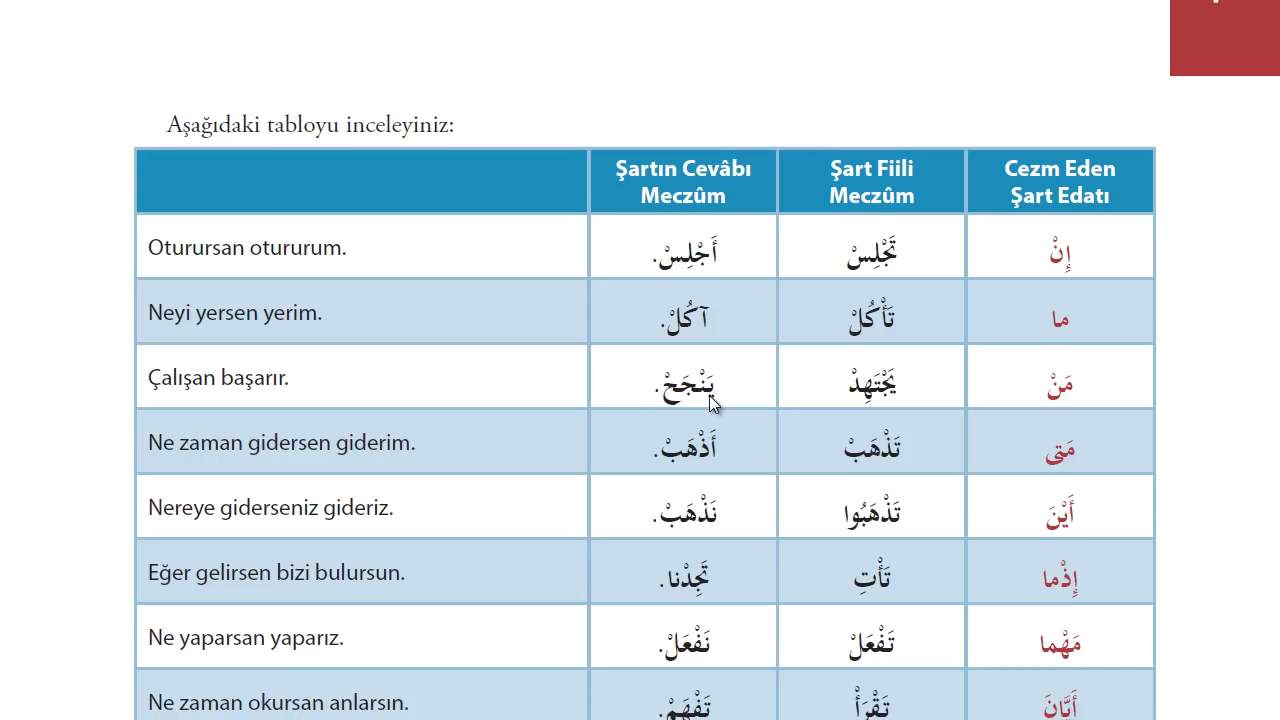 Aşağıdaki tabloyu inceleyiniz:
Şartın Cevâbı Meczûm Şart Fiili Meczûm Cezm Eden Şart Edatı
Oturursan otururum. أَجْلِسْ. تَجْلِسْ إِنْ
Neyi yersen yerim. آكُلْ. تَأْكُلْ ما
Çalışan başarır. يَنْجَحْ. يَجْتَهِدْ مَنْ
Ne zaman gidersen giderim. أَذْهَبْ. تَذْهَبْ مَتى
Nereye giderseniz gideriz. نَذْهَبْ. تَذْهَبُوا أَيْنَ
Eğer gelirsen bizi bulursun. تَجِدْنا. تَأْتِ إِذْما
Ne yaparsan yaparız. نَفْعَلْ. تَفْعَلْ مَهْما
Ne zaman okursan anlarsın. تَفْهَمْ. تَقْرَأْ أَيَّانَ